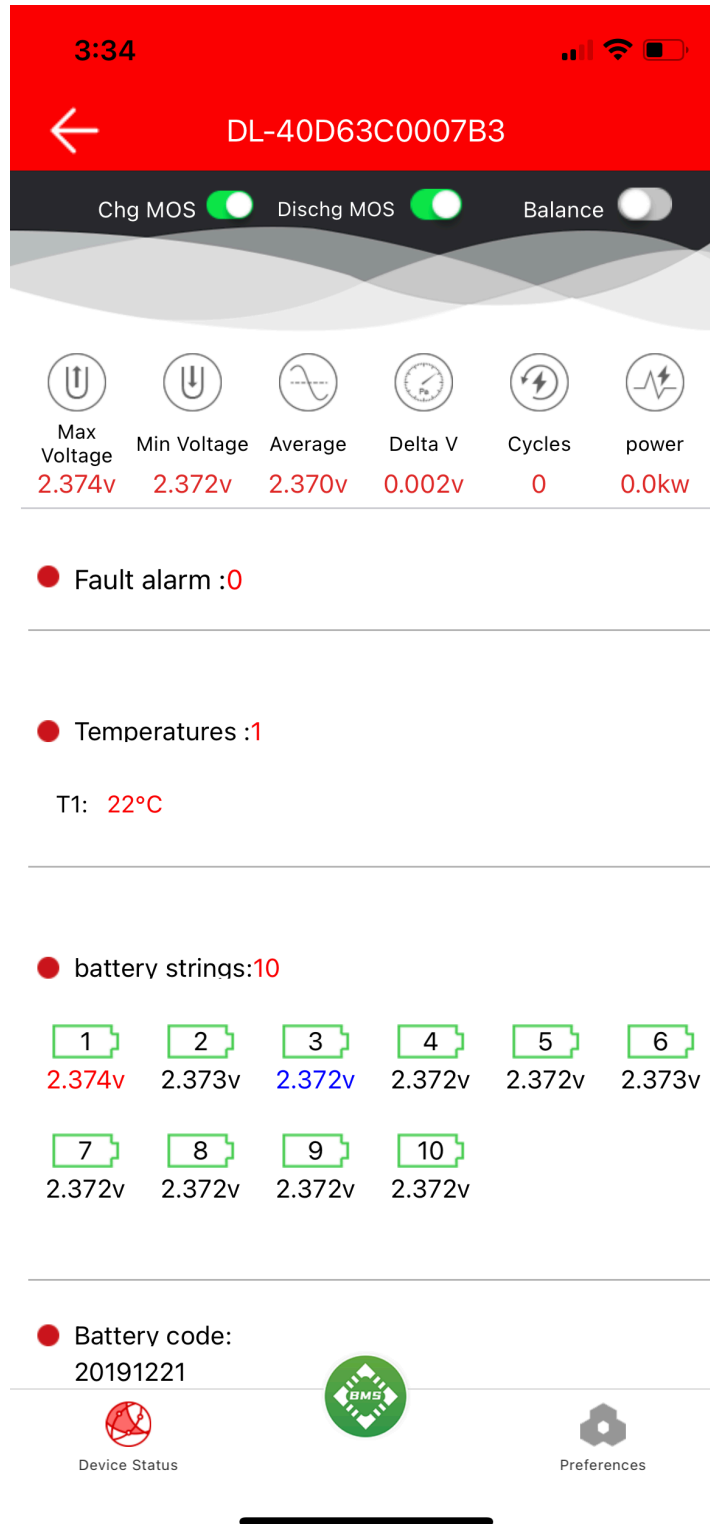 3:34
DL-40D63C0007B3
Chg MOS Dischg MOS Balance
Max Voltage Min Voltage Average Delta V Cycles power
2.374v 2.372v 2.370v 0.002v 0 0.0kw
Fault alarm :0
Temperatures :1
T1: 22°C
battery strings:10
1 2 3 4 5 6
2.374v 2.373v 2.372v 2.372v 2.372v 2.373v
7 8 9 10
2.372v 2.372v 2.372v 2.372v
Battery code:
20191221
BMS
Device Status Preferences